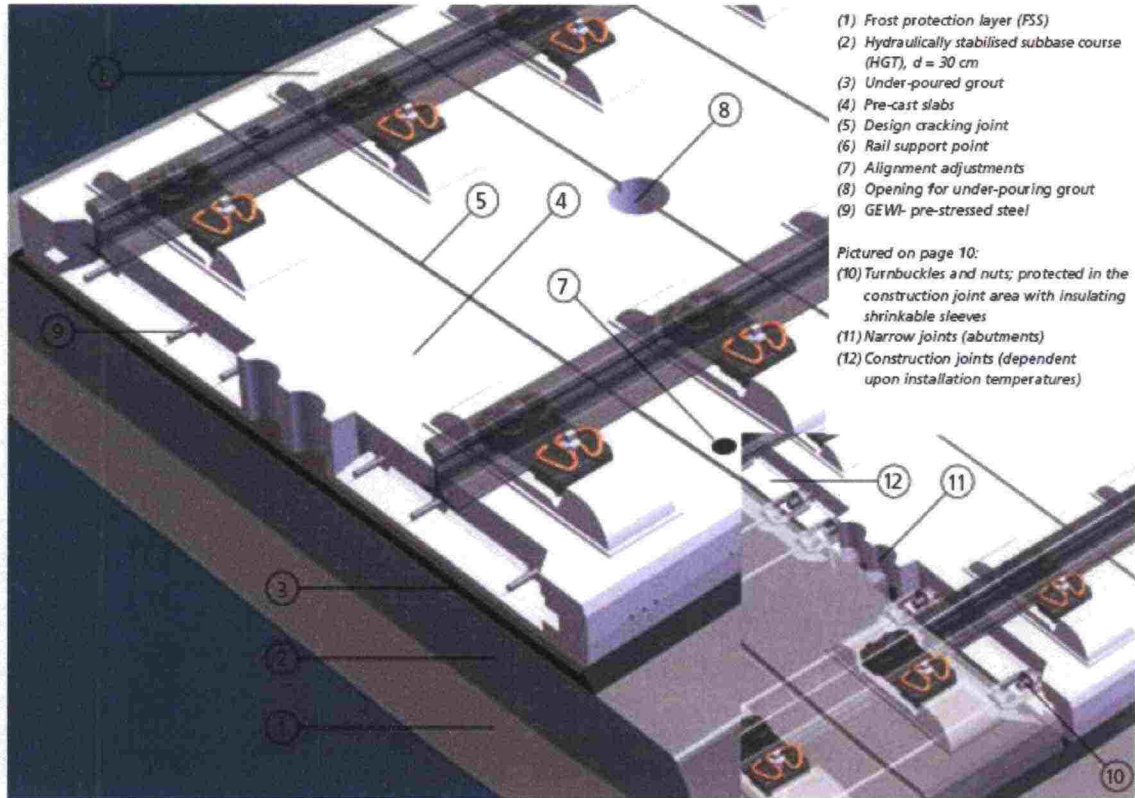 (1) Frost protection layer (FSS)
(2) Hydraulically stabilised subbase course
(HGT), d = 30 cm
(3) Under-poured grout
(4) Pre-cast slabs
(5) Design cracking joint
(6) Rail support point
(7) Alignment adjustments
(8) Opening for under-pouring grout
(9) GEWI- pre-stressed steel
Pictured on page 10:
(10) Turnbuckles and nuts; protected in the
construction joint area with insulating
shrinkable sleeves
(11) Narrow joints (abutments)
(12) Construction joints (dependent
upon installation temperatures)
6
8
5
4
7
9
12
11
3
2
1
10